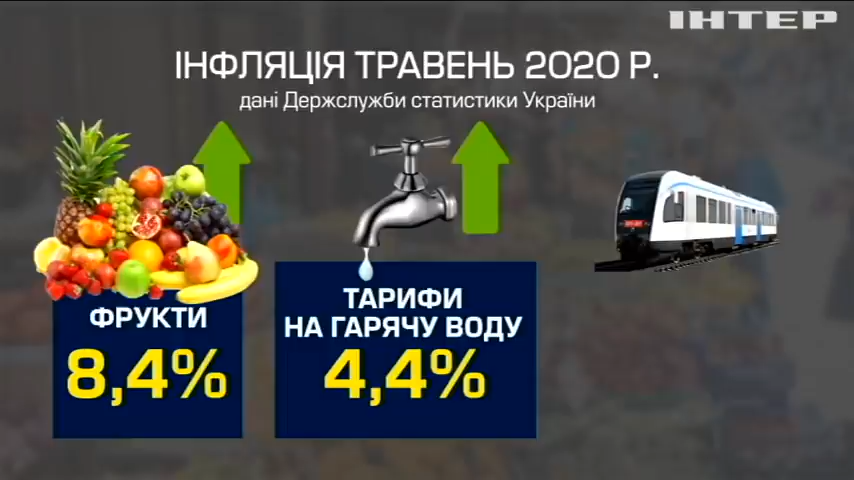 ІНТЕР
ІНФЛЯЦІЯ ТРАВЕНЬ 2020 Р.
дані Держслужби статистики України
ФРУКТИ
8,4%
ТАРИФИ
НА ГАРЯЧУ ВОДУ
4,4%